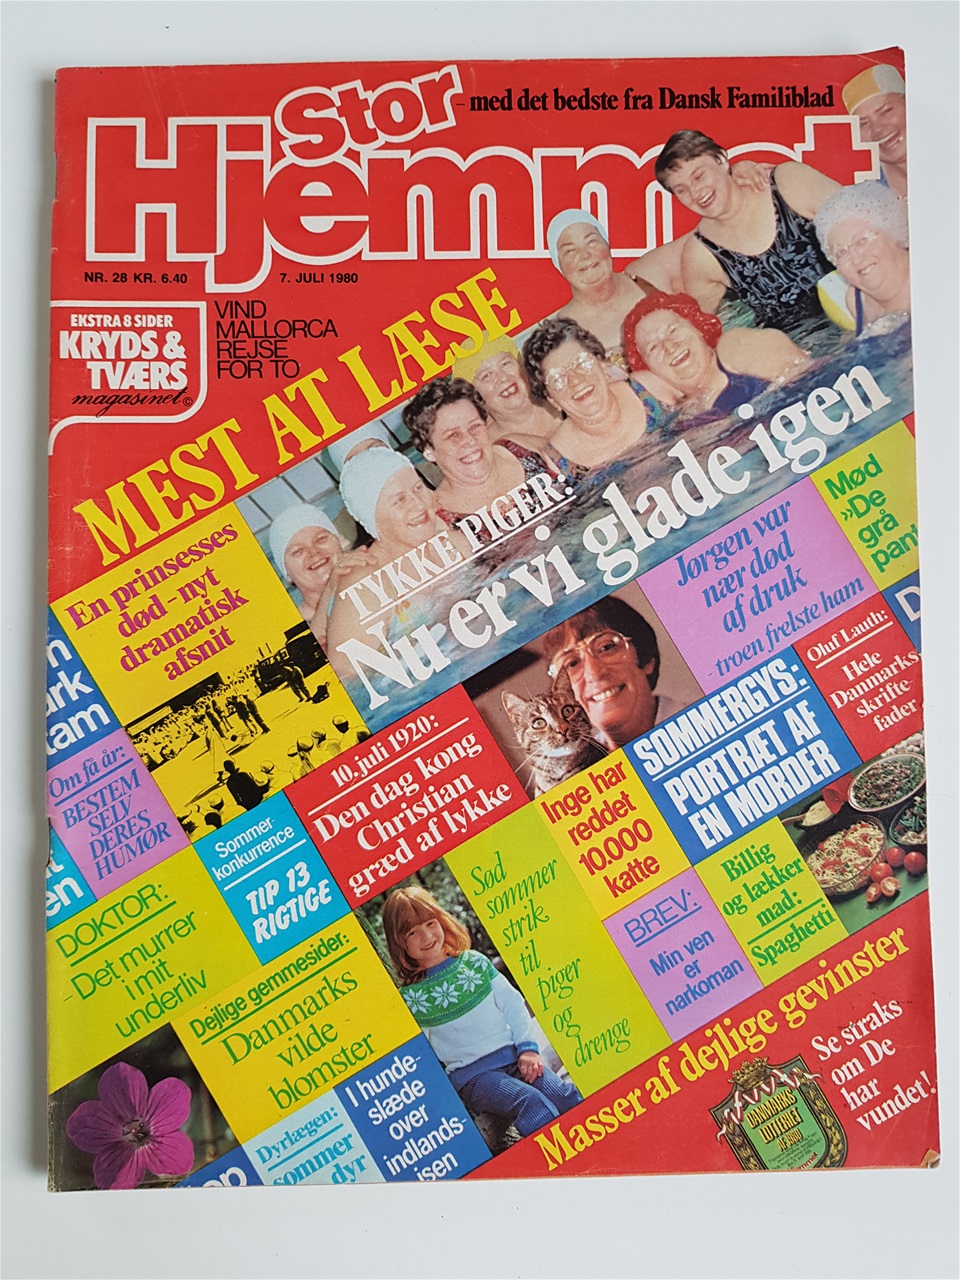 Stor
- med det bedste fra Dansk Familiblad
Hjemmet
NR. 28 KR. 6.40
7. JULI 1980
EKSTRA 8 SIDER
KRYDS &
TVÆRS
magasinet ©
VIND
MALLORCA
REJSE
FOR TO
MEST AT LÆSE
TYKKE PIGER:
Nu er vi glade igen
En prinsesses
død - nyt
dramatisk
afsnit
Jørgen var
nær død
af druk
- troen frelste ham
Mød
»De
grå
Oluf Lauth:
Hele
Danmarks
skrifte-
fader
SOMMERGYS:
PORTRÆT AF
EN MORDER
10. juli 1920:
Den dag kong
Christian
græd af lykke
Om få år:
BESTEM
SELV
DERES
HUMØR
Sommer-
konkurrence
TIP 13
RIGTIGE
Inge har
reddet
10.000
katte
DOKTOR:
- Det murrer
i mit
underliv
Sød
sommer
strik
til
piger
og
drenge
BREV:
Min ven
er
narkoman
Billig
og lækker
mad:
Spaghetti
Dejlige gemmesider:
Danmarks
vilde
blomster
I hunde-
slæde
over
indlands-
isen
Dyrlægen:
sommer
dyr
Masser af dejlige gevinster
Se straks
om De
har
vundet!
DANMARKS
LOTTERIET